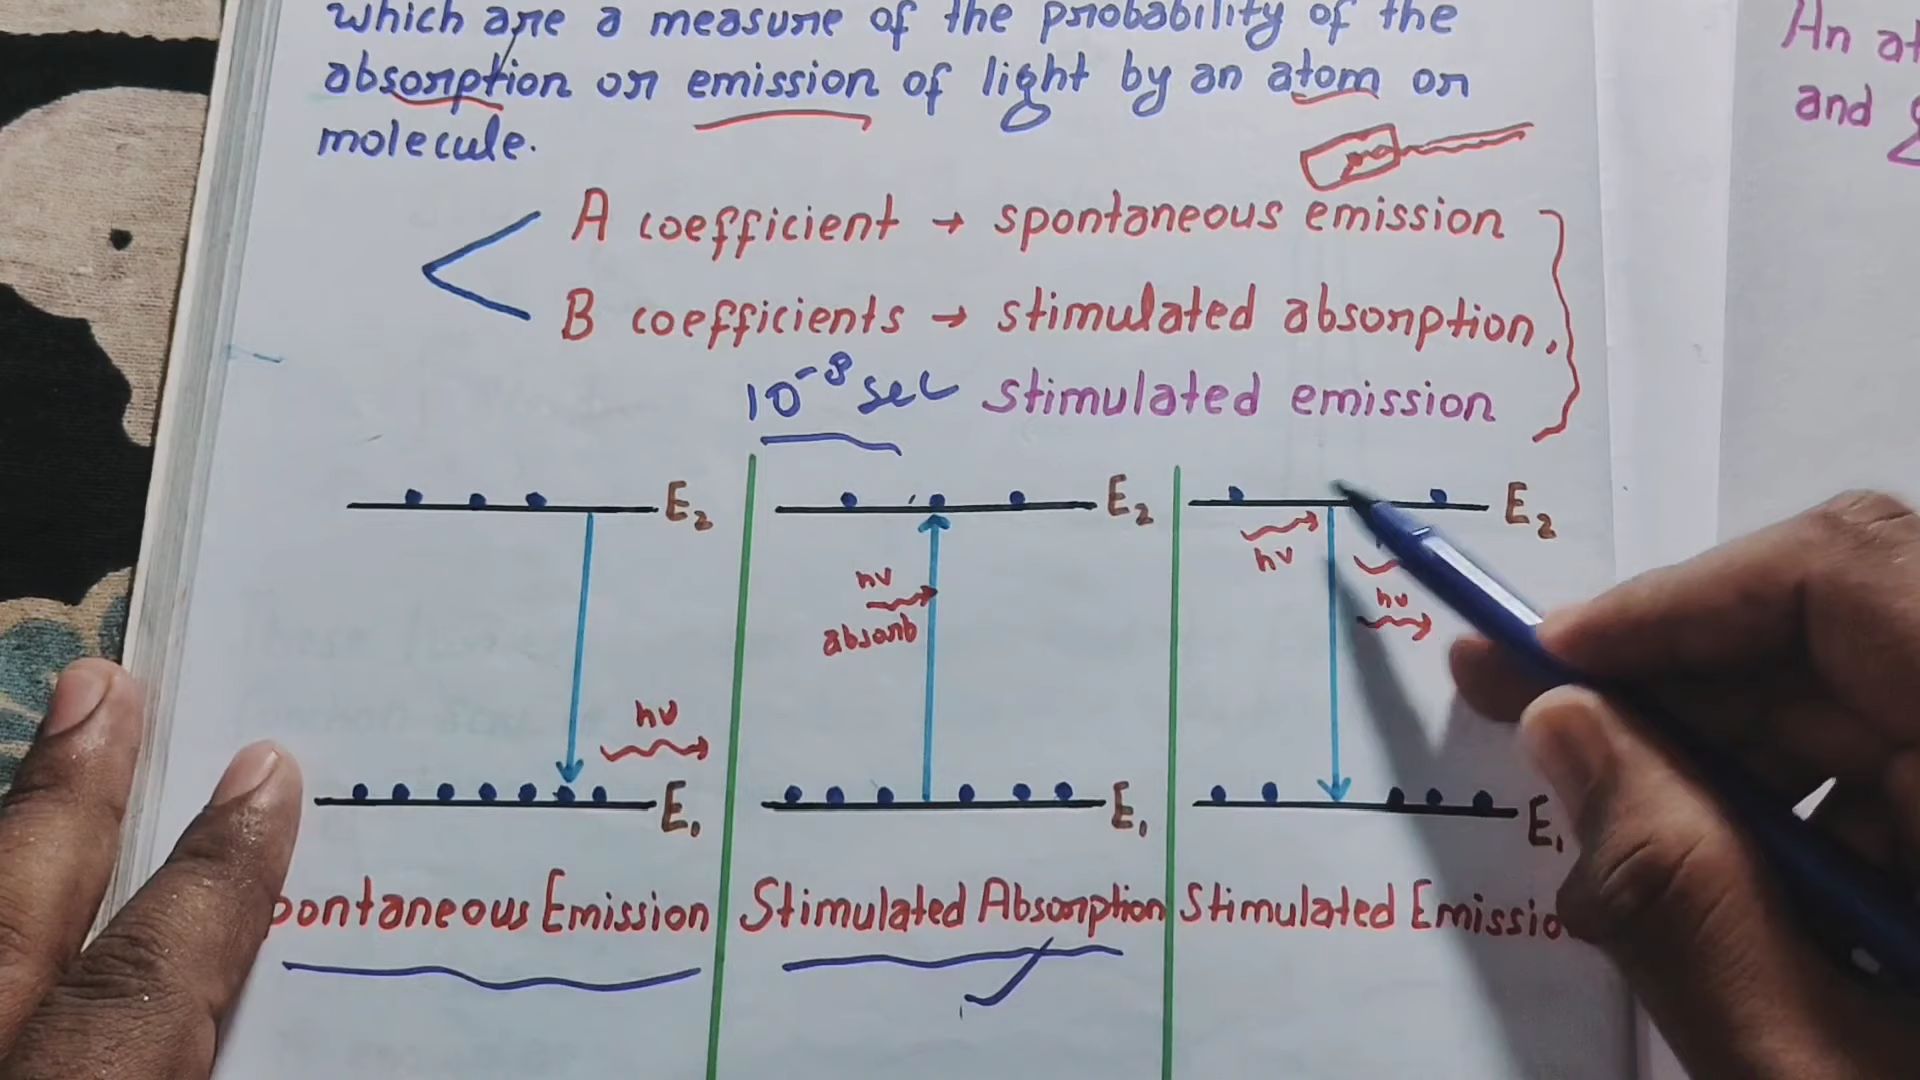 which are a measure of the probability of the
absorption or emission of light by an atom or
molecule.
A coefficient → spontaneous emission
B coefficients → stimulated absorption,
10⁻⁸ sec stimulated emission
E₂
E₂
E₂
hν
absorb
hν
hν
hν
E₁
E₁
E₁
pontaneous Emission
Stimulated Absorption
Stimulated Emissio
An at
and